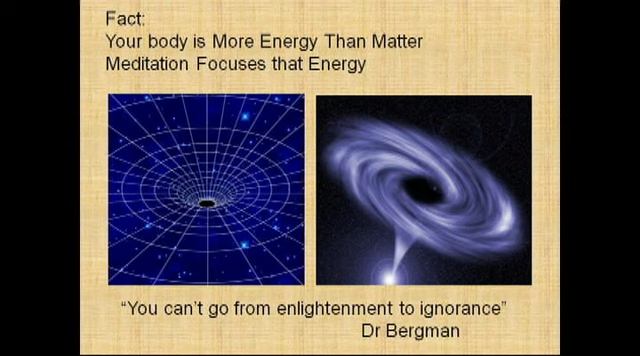 Fact:
Your body is More Energy Than Matter
Meditation Focuses that Energy
“You can’t go from enlightenment to ignorance”
Dr Bergman